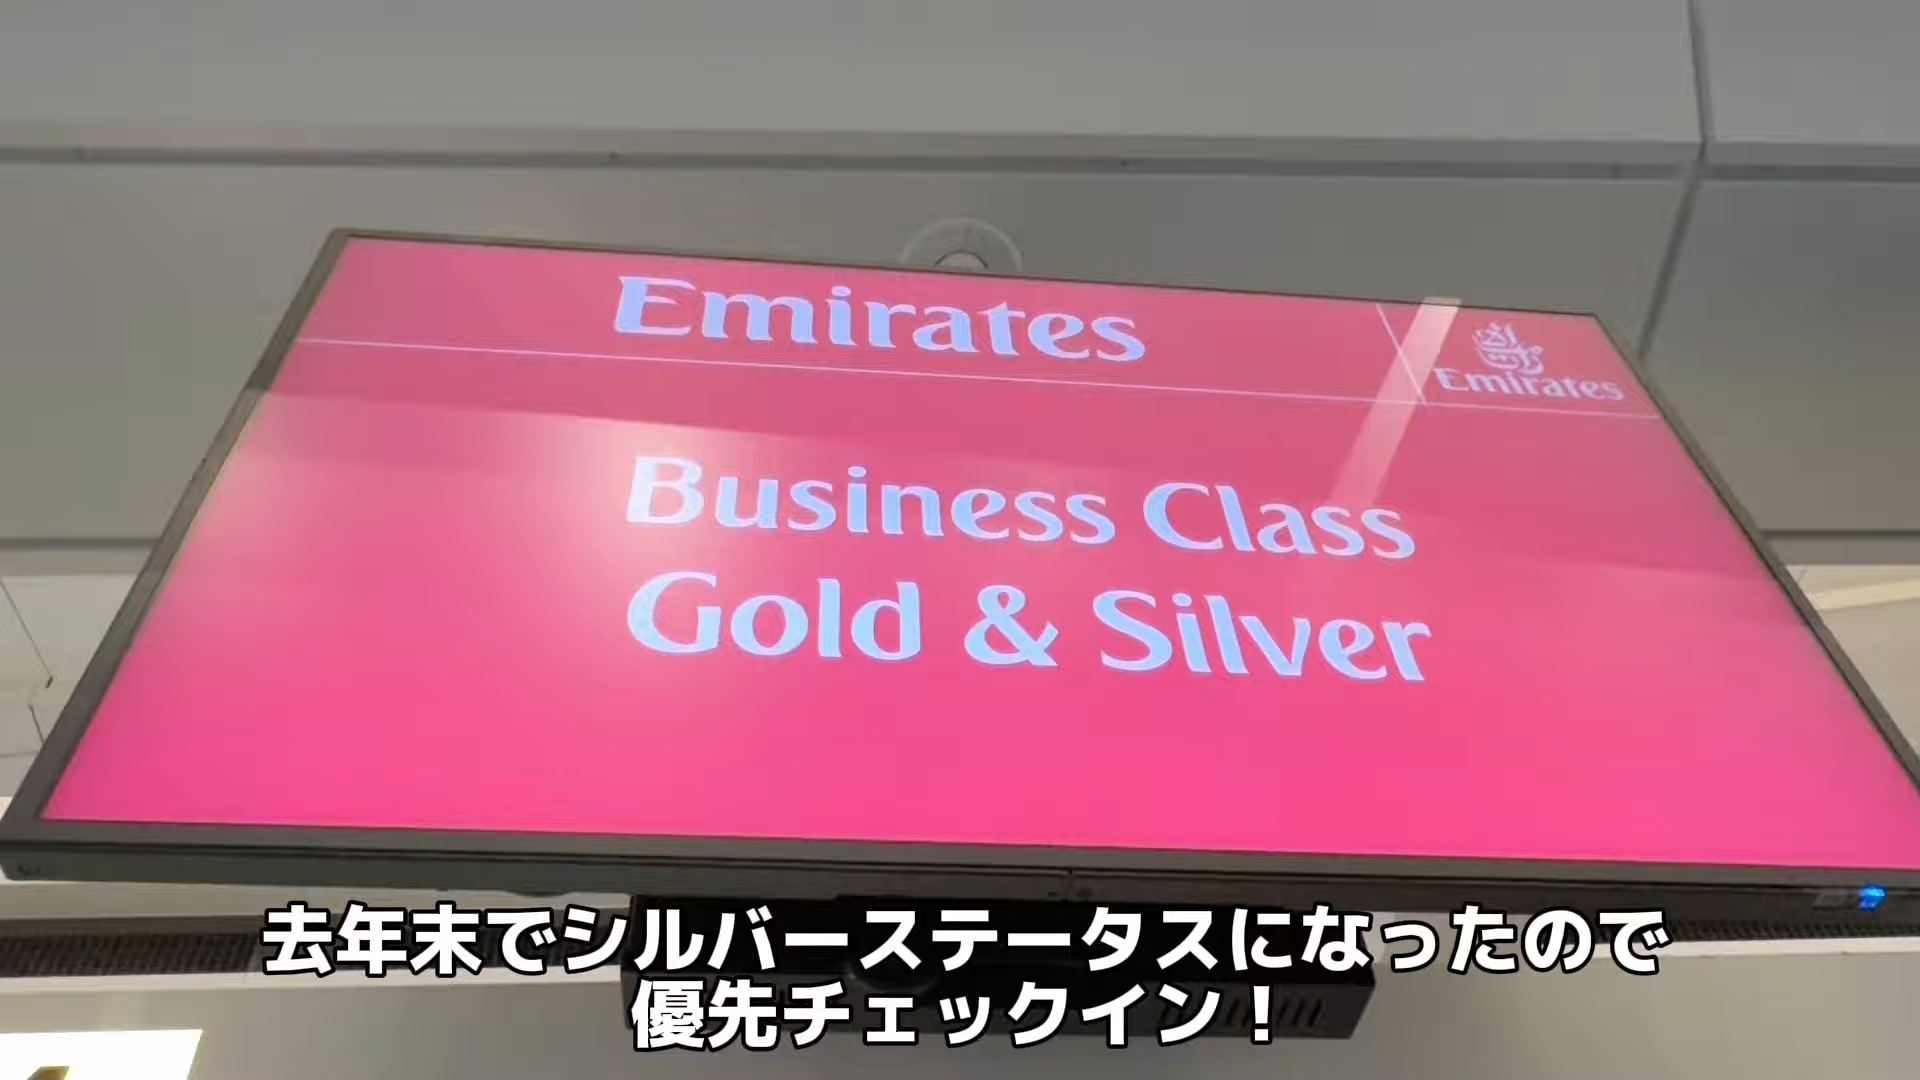 Emirates
Emirates
Business Class
Gold & Silver
去年末でシルバーステータスになったので
優先チェックイン！